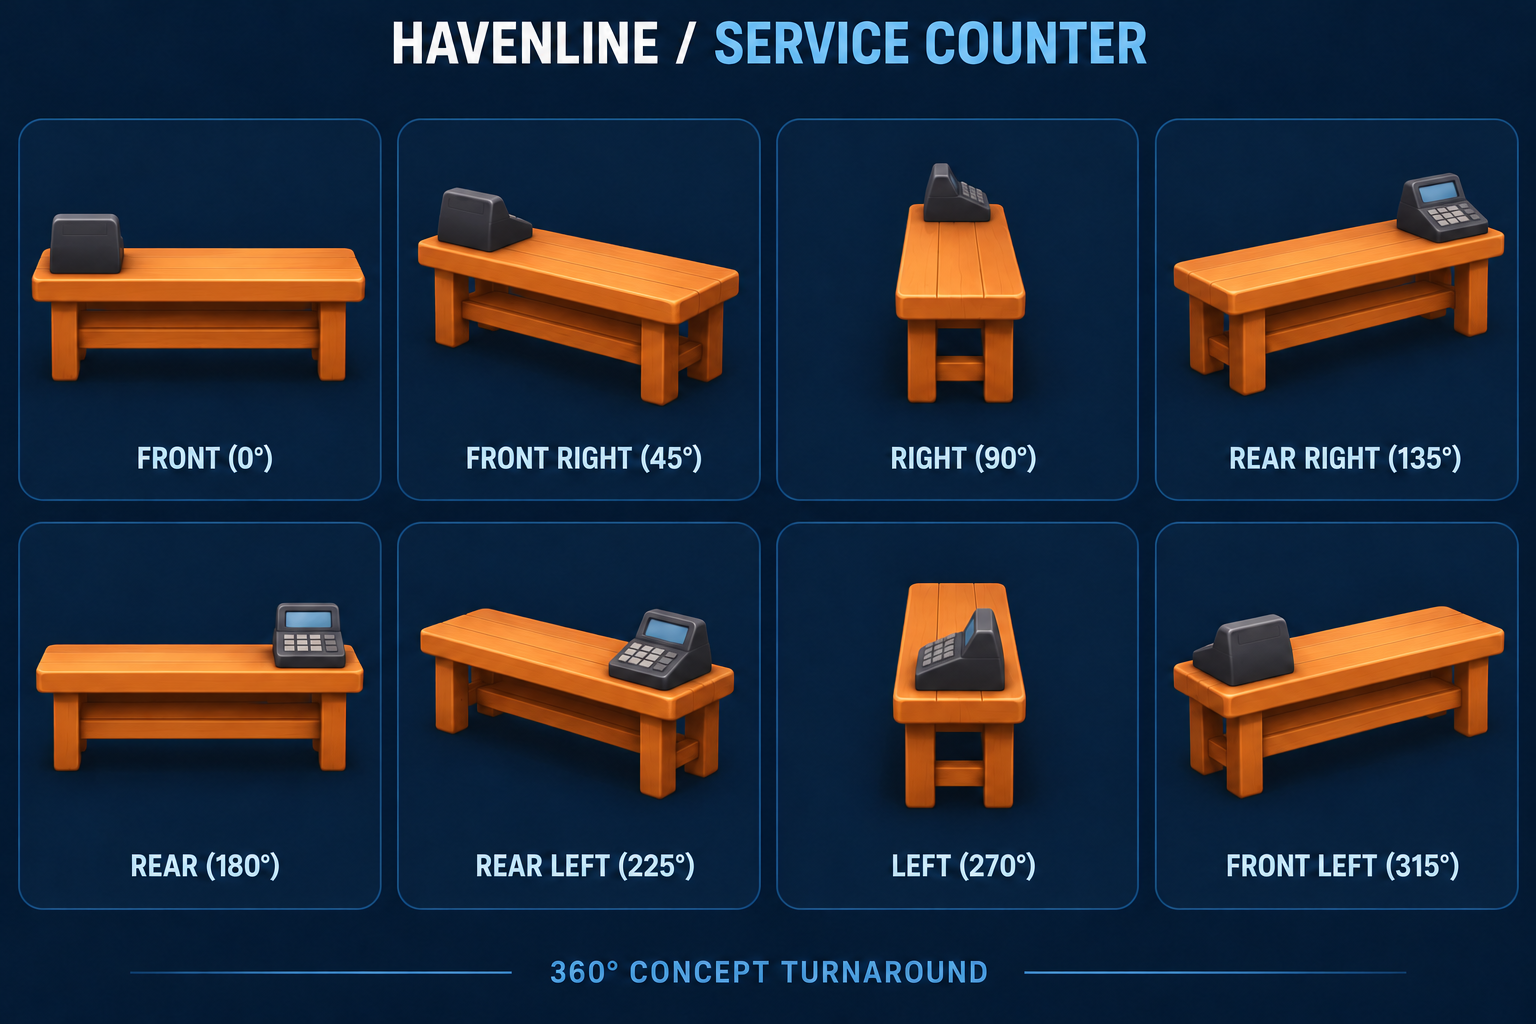 HAVENLINE / SERVICE COUNTER
FRONT (0°)
FRONT RIGHT (45°)
RIGHT (90°)
REAR RIGHT (135°)
REAR (180°)
REAR LEFT (225°)
LEFT (270°)
FRONT LEFT (315°)
360° CONCEPT TURNAROUND